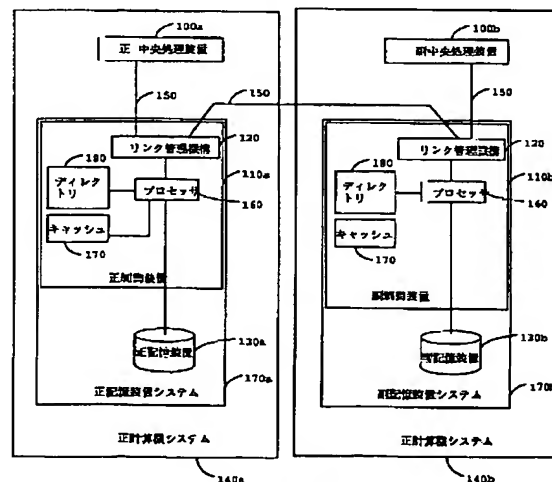 100a
正 中央処理装置
150
リンク管理機構
120
180
ディレク
トリ
プロセッサ
110a
160
キャッシュ
170
正制御装置
正記憶装置
130a
正記憶装置システム
170a
正計算機システム
140a
150
100b
副中央処理装置
150
リンク管理機構
120
180
ディレク
トリ
プロセッサ
110b
160
キャッシュ
170
副制御装置
副記憶装置
130b
副記憶装置システム
170b
正計算機システム
140b